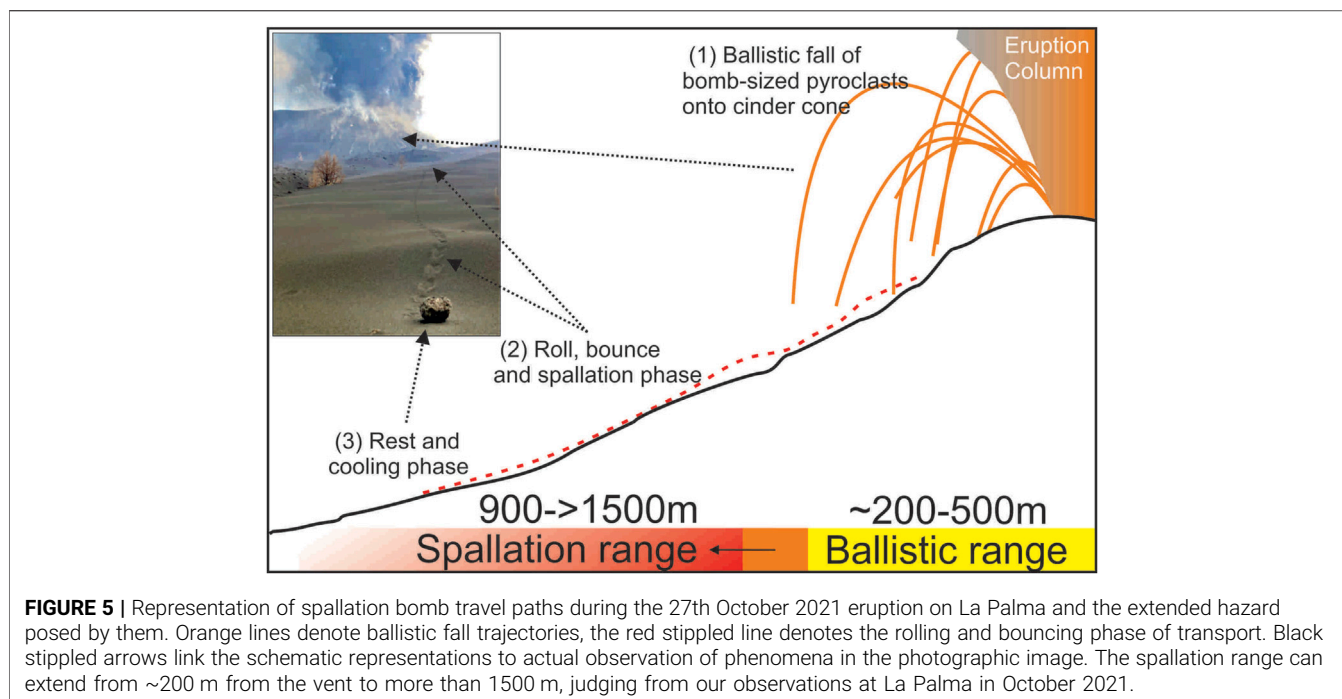 (1) Ballistic fall of
bomb-sized pyroclasts
onto cinder cone
Eruption
Column
(2) Roll, bounce
and spallation phase
(3) Rest and
cooling phase
900->1500m
~200-500m
Spallation range
Ballistic range
FIGURE 5 | Representation of spallation bomb travel paths during the 27th October 2021 eruption on La Palma and the extended hazard
posed by them. Orange lines denote ballistic fall trajectories, the red stippled line denotes the rolling and bouncing phase of transport. Black
stippled arrows link the schematic representations to actual observation of phenomena in the photographic image. The spallation range can
extend from ~200 m from the vent to more than 1500 m, judging from our observations at La Palma in October 2021.